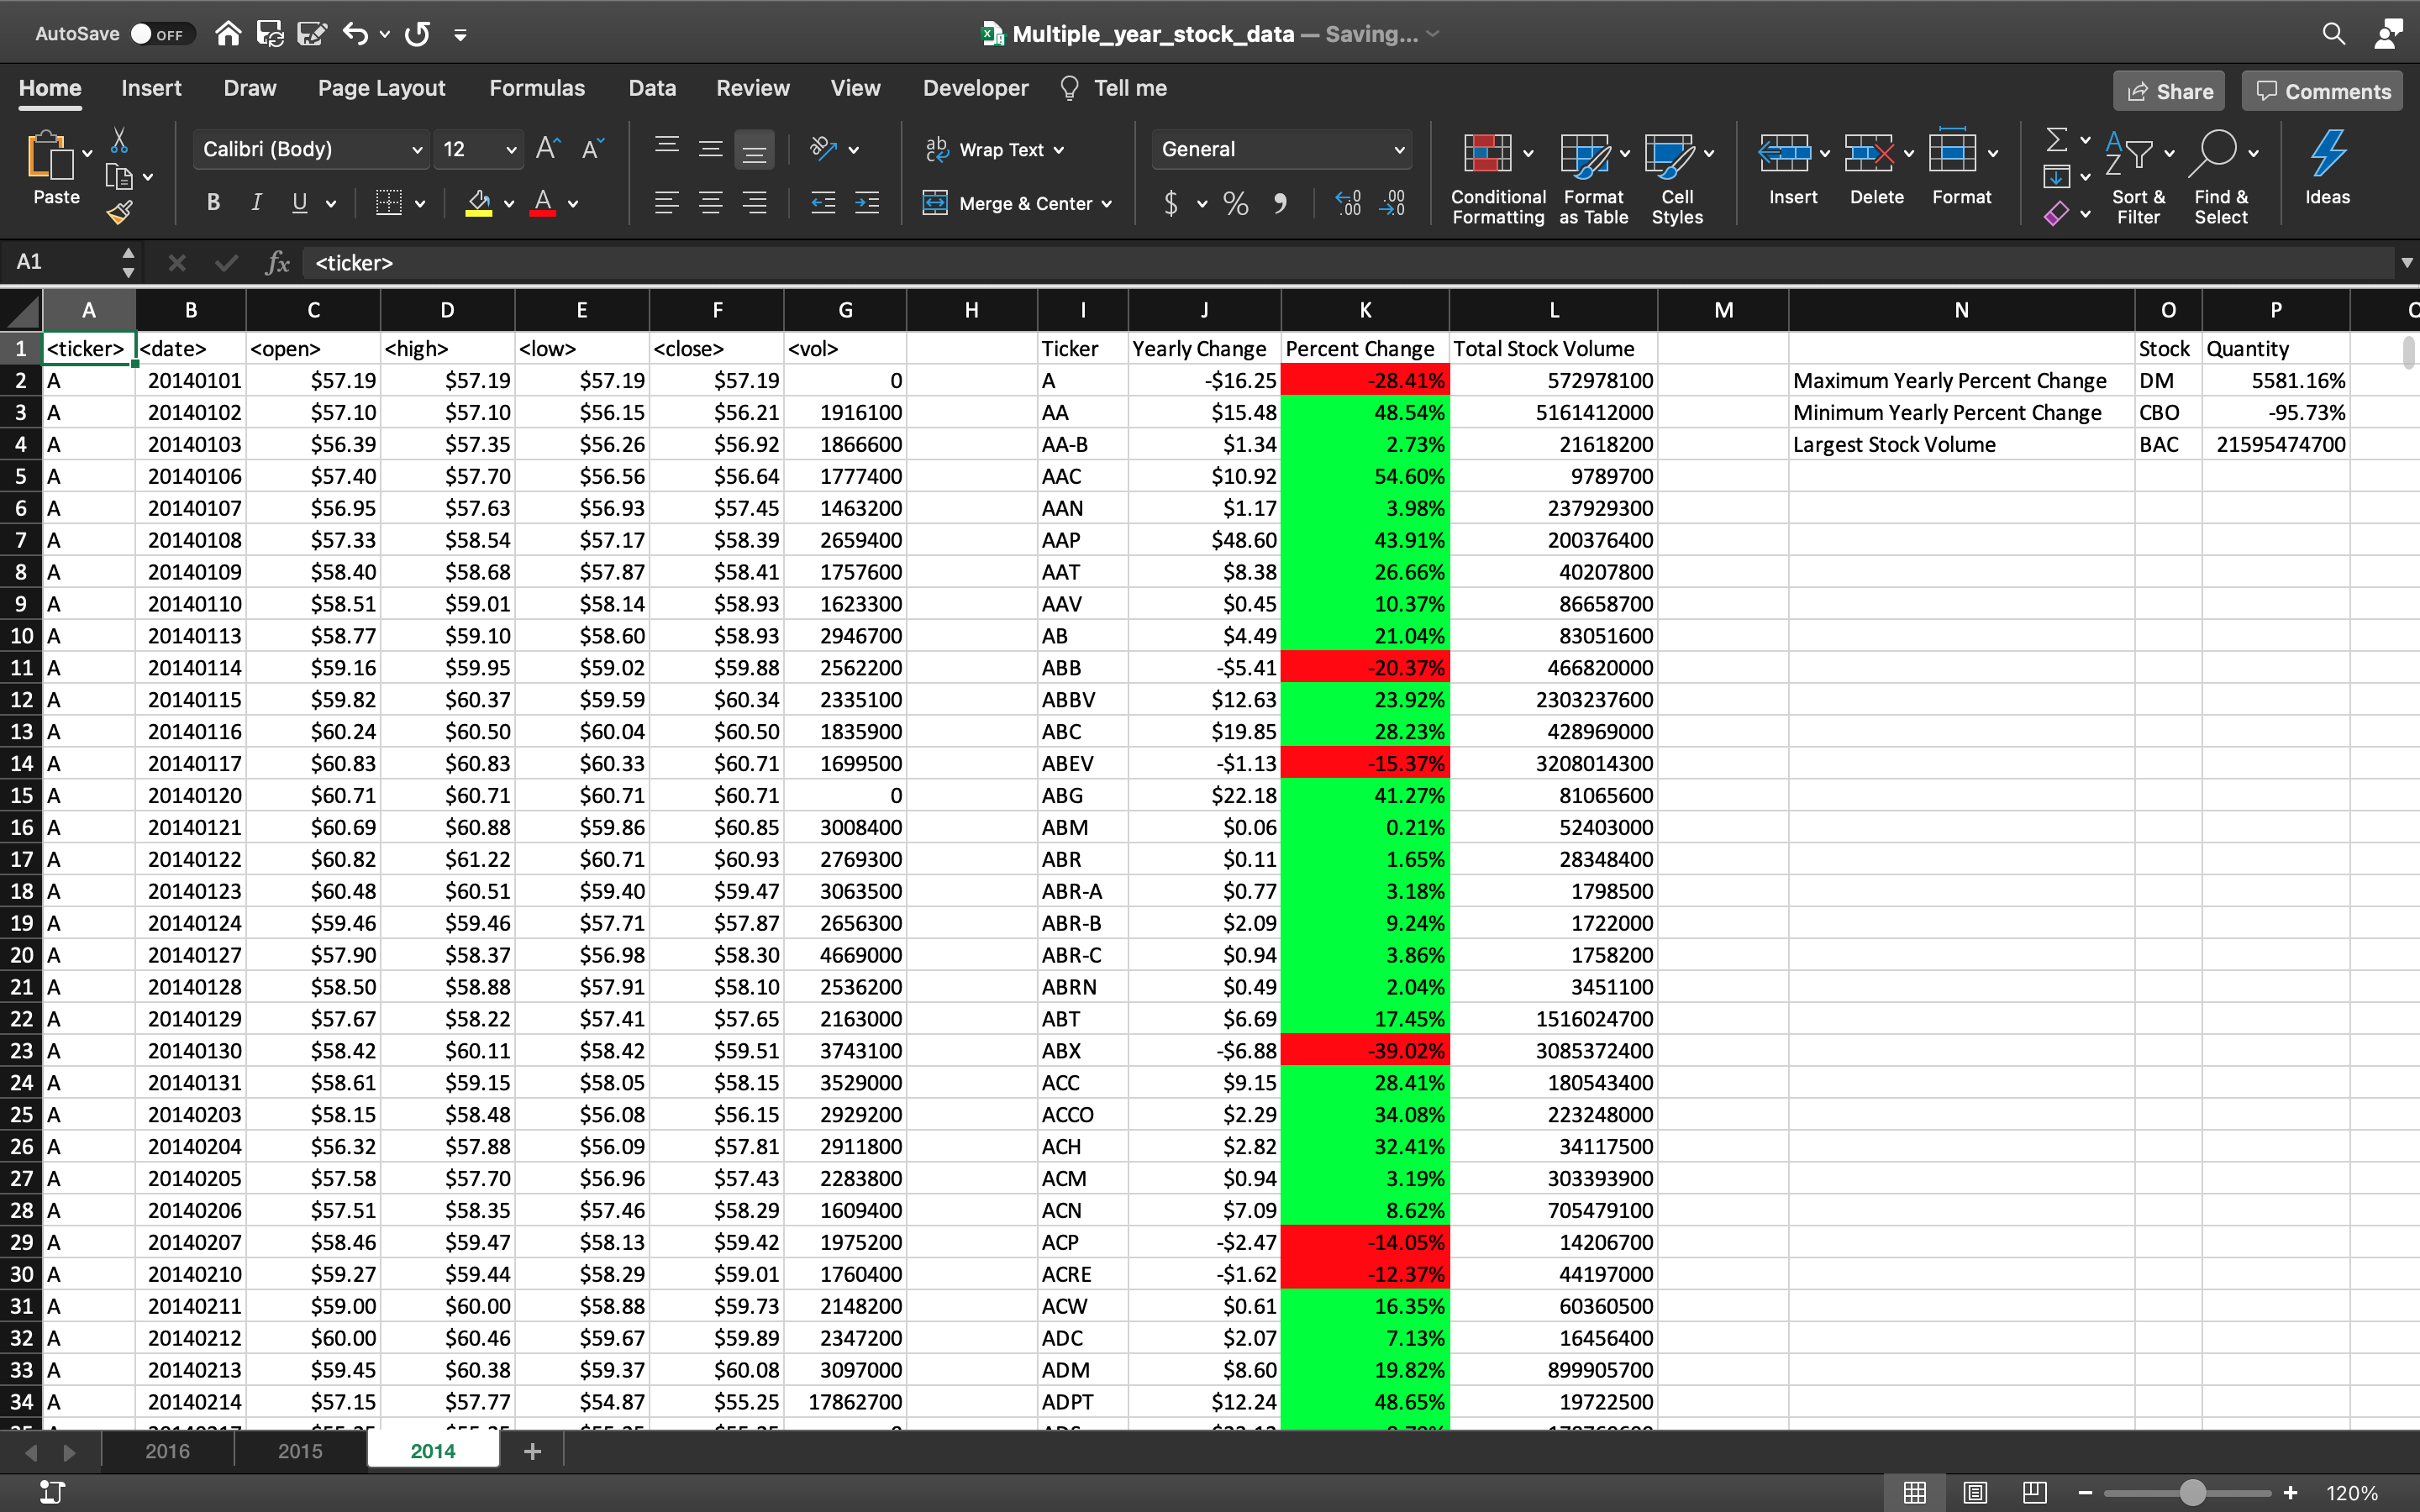 AutoSave OFF Multiple_year_stock_data — Saving...
Home Insert Draw Page Layout Formulas Data Review View Developer Tell me Share Comments
Paste Calibri (Body) 12 A A Wrap Text General Conditional Formatting Format as Table Cell Styles Insert Delete Format Sort & Filter Find & Select Ideas
B I U A Merge & Center $ % 9
A1 fx <ticker>
A B C D E F G H I J K L M N O P
1 <ticker> <date> <open> <high> <low> <close> <vol> Ticker Yearly Change Percent Change Total Stock Volume Stock Quantity
2 A 20140101 $57.19 $57.19 $57.19 $57.19 0 A -$16.25 -28.41% 572978100 Maximum Yearly Percent Change DM 5581.16%
3 A 20140102 $57.10 $57.10 $56.15 $56.21 1916100 AA $15.48 48.54% 5161412000 Minimum Yearly Percent Change CBO -95.73%
4 A 20140103 $56.39 $57.35 $56.26 $56.92 1866600 AA-B $1.34 2.73% 21618200 Largest Stock Volume BAC 21595474700
5 A 20140106 $57.40 $57.70 $56.56 $56.64 1777400 AAC $10.92 54.60% 9789700
6 A 20140107 $56.95 $57.63 $56.93 $57.45 1463200 AAN $1.17 3.98% 237929300
7 A 20140108 $57.33 $58.54 $57.17 $58.39 2659400 AAP $48.60 43.91% 200376400
8 A 20140109 $58.40 $58.68 $57.87 $58.41 1757600 AAT $8.38 26.66% 40207800
9 A 20140110 $58.51 $59.01 $58.14 $58.93 1623300 AAV $0.45 10.37% 86658700
10 A 20140113 $58.77 $59.10 $58.60 $58.93 2946700 AB $4.49 21.04% 83051600
11 A 20140114 $59.16 $59.95 $59.02 $59.88 2562200 ABB -$5.41 -20.37% 466820000
12 A 20140115 $59.82 $60.37 $59.59 $60.34 2335100 ABBV $12.63 23.92% 2303237600
13 A 20140116 $60.24 $60.50 $60.04 $60.50 1835900 ABC $19.85 28.23% 428969000
14 A 20140117 $60.83 $60.83 $60.33 $60.71 1699500 ABEV -$1.13 -15.37% 3208014300
15 A 20140120 $60.71 $60.71 $60.71 $60.71 0 ABG $22.18 41.27% 81065600
16 A 20140121 $60.69 $60.88 $59.86 $60.85 3008400 ABM $0.06 0.21% 52403000
17 A 20140122 $60.82 $61.22 $60.71 $60.93 2769300 ABR $0.11 1.65% 28348400
18 A 20140123 $60.48 $60.51 $59.40 $59.47 3063500 ABR-A $0.77 3.18% 1798500
19 A 20140124 $59.46 $59.46 $57.71 $57.87 2656300 ABR-B $2.09 9.24% 1722000
20 A 20140127 $57.90 $58.37 $56.98 $58.30 4669000 ABR-C $0.94 3.86% 1758200
21 A 20140128 $58.50 $58.88 $57.91 $58.10 2536200 ABRN $0.49 2.04% 3451100
22 A 20140129 $57.67 $58.22 $57.41 $57.65 2163000 ABT $6.69 17.45% 1516024700
23 A 20140130 $58.42 $60.11 $58.42 $59.51 3743100 ABX -$6.88 -39.02% 3085372400
24 A 20140131 $58.61 $59.15 $58.05 $58.15 3529000 ACC $9.15 28.41% 180543400
25 A 20140203 $58.15 $58.48 $56.08 $56.15 2929200 ACCO $2.29 34.08% 223248000
26 A 20140204 $56.32 $57.88 $56.09 $57.81 2911800 ACH $2.82 32.41% 34117500
27 A 20140205 $57.58 $57.70 $56.96 $57.43 2283800 ACM $0.94 3.19% 303393900
28 A 20140206 $57.51 $58.35 $57.46 $58.29 1609400 ACN $7.09 8.62% 705479100
29 A 20140207 $58.46 $59.47 $58.13 $59.42 1975200 ACP -$2.47 -14.05% 14206700
30 A 20140210 $59.27 $59.44 $58.29 $59.01 1760400 ACRE -$1.62 -12.37% 44197000
31 A 20140211 $59.00 $60.00 $58.88 $59.73 2148200 ACW $0.61 16.35% 60360500
32 A 20140212 $60.00 $60.46 $59.67 $59.89 2347200 ADC $2.07 7.13% 16456400
33 A 20140213 $59.45 $60.38 $59.37 $60.08 3097000 ADM $8.60 19.82% 899905700
34 A 20140214 $57.15 $57.77 $54.87 $55.25 17862700 ADPT $12.24 48.65% 19722500
2016 2015 2014 +
120%